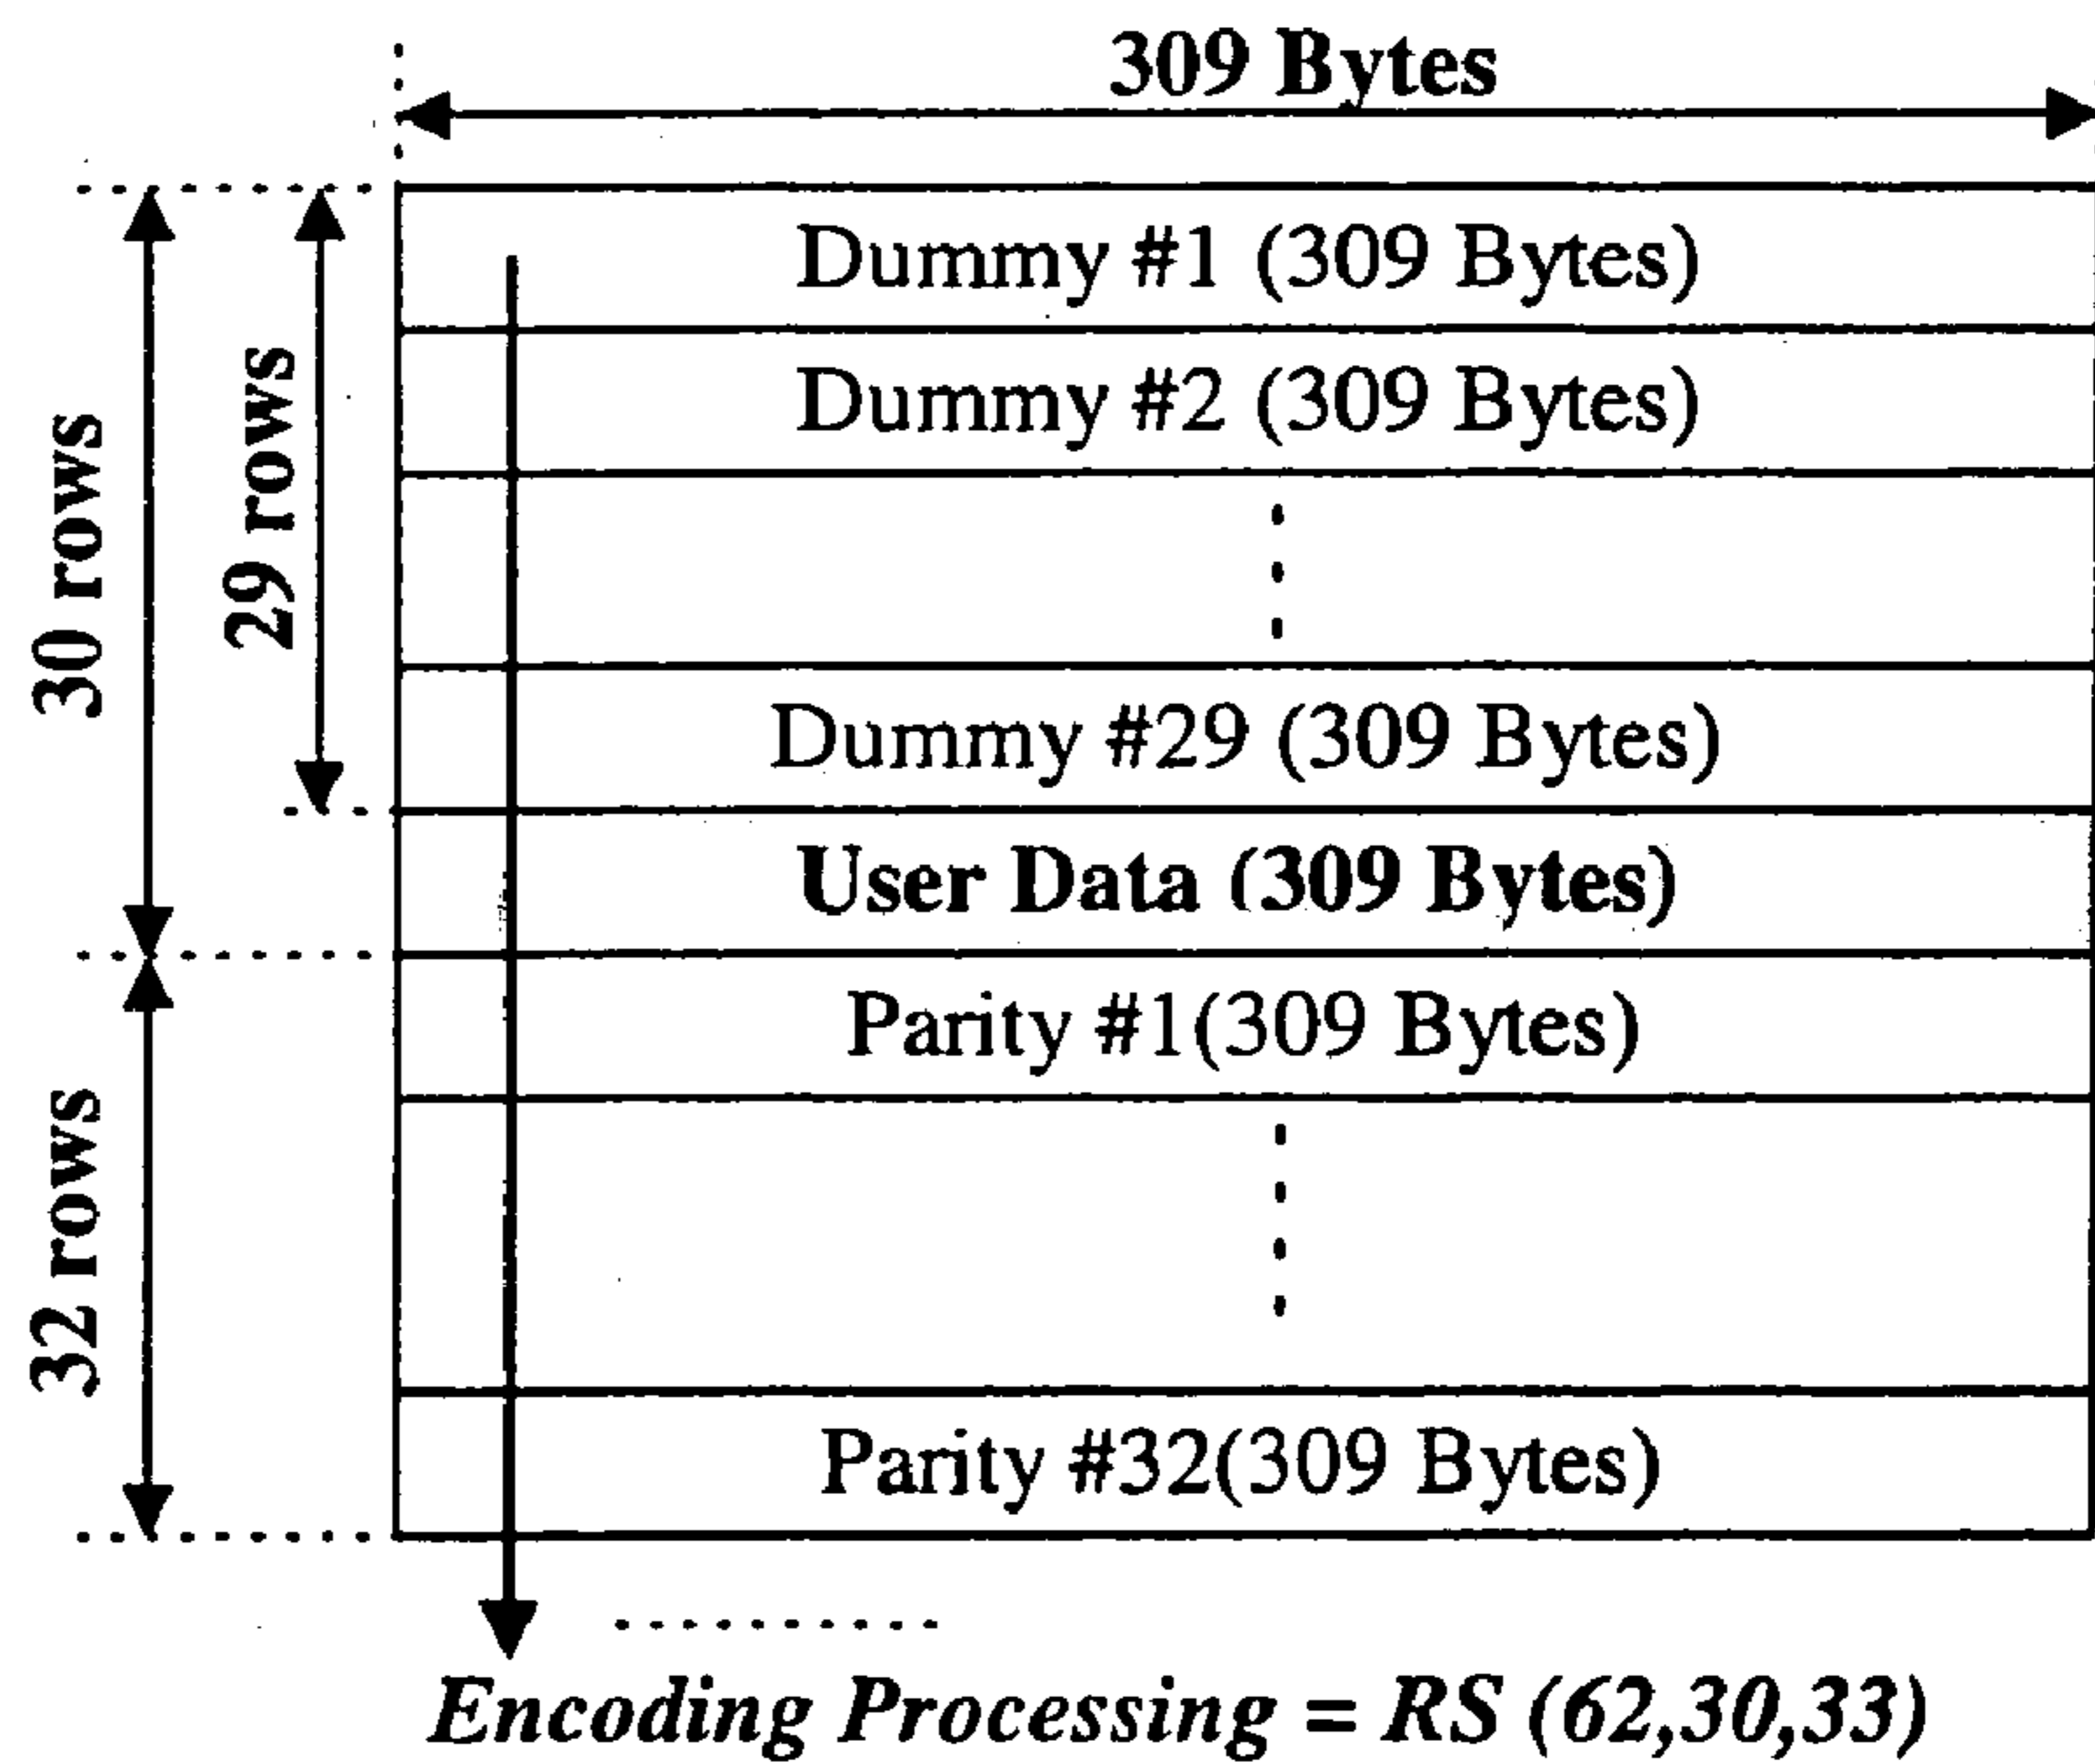 309 Bytes
Dummy #1 (309 Bytes)
Dummy #2 (309 Bytes)
30 rows
29 rows
Dummy #29 (309 Bytes)
User Data (309 Bytes)
Parity #1(309 Bytes)
32 rows
Parity #32(309 Bytes)
Encoding Processing = RS (62,30,33)